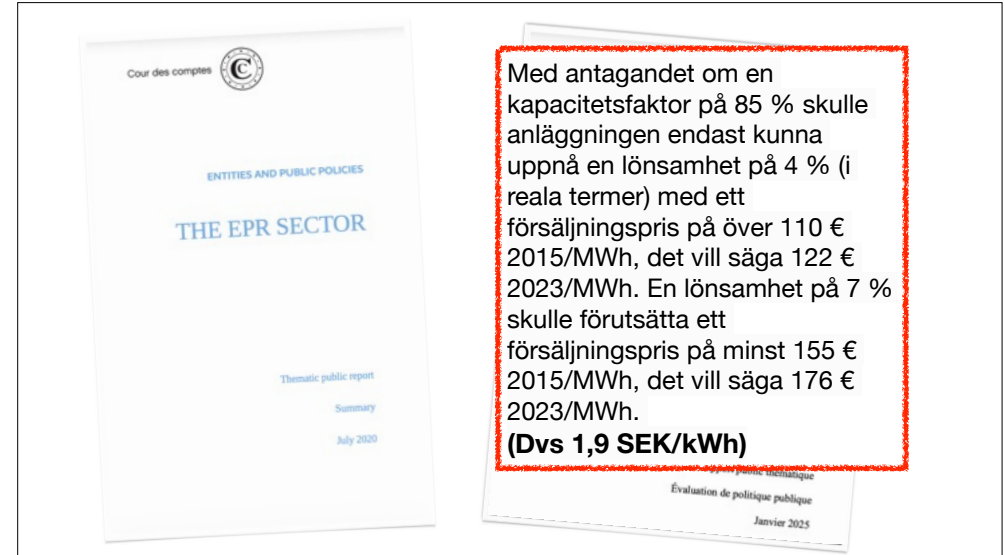 Cour des comptes
ENTITIES AND PUBLIC POLICIES
THE EPR SECTOR
Thematic public report
Summary
July 2020
Med antagandet om en
kapacitetsfaktor på 85 % skulle
anläggningen endast kunna
uppnå en lönsamhet på 4 % (i
reala termer) med ett
försäljningspris på över 110 €
2015/MWh, det vill säga 122 €
2023/MWh. En lönsamhet på 7 %
skulle förutsätta ett
försäljningspris på minst 155 €
2015/MWh, det vill säga 176 €
2023/MWh.
(Dvs 1,9 SEK/kWh)
public thématique
Évaluation de politique publique
Janvier 2025